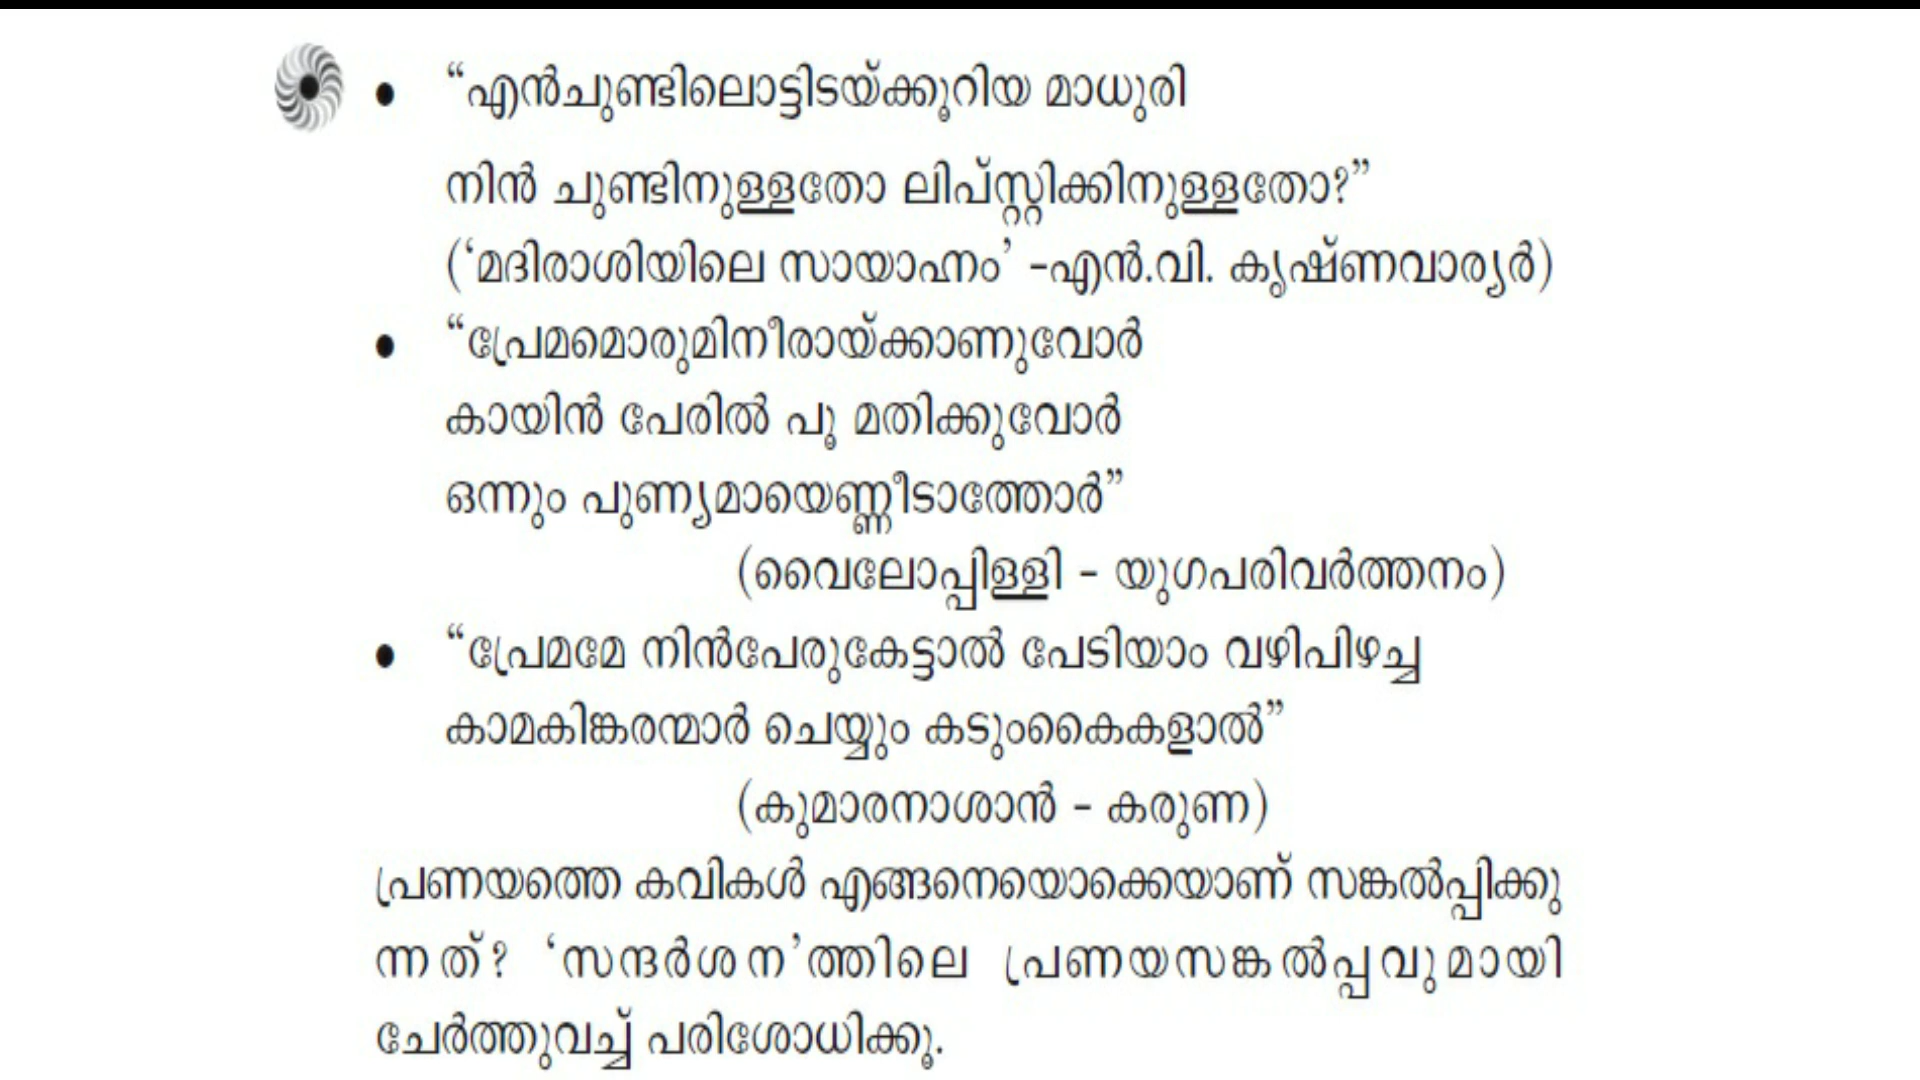 • “എൻചുണ്ടിലൊട്ടിടയ്ക്കൂറിയ മാധുരി
നിൻ ചുണ്ടിനുള്ളതോ ലിപ്സ്റ്റിക്കിനുള്ളതോ?”
(‘മദിരാശിയിലെ സായാഹ്നം’ –എൻ.വി. കൃഷ്ണവാര്യർ)
• “പ്രേമമൊരുമിനീരായ്ക്കാണുവോർ
കായിൻ പേരിൽ പൂ മതിക്കുവോർ
ഒന്നും പുണ്യമായെണ്ണീടാത്തോർ”
(വൈലോപ്പിള്ളി – യുഗപരിവർത്തനം)
• “പ്രേമമേ നിൻപേരുകേട്ടാൽ പേടിയാം വഴിപിഴച്ച
കാമകിങ്കരന്മാർ ചെയ്യും കടുംകൈകളാൽ”
(കുമാരനാശാൻ – കരുണ)
പ്രണയത്തെ കവികൾ എങ്ങനെയൊക്കെയാണ് സങ്കൽപ്പിക്കു
ന്നത്? ‘സന്ദർശന’ത്തിലെ പ്രണയസങ്കൽപ്പവുമായി
ചേർത്തുവച്ച് പരിശോധിക്കൂ.